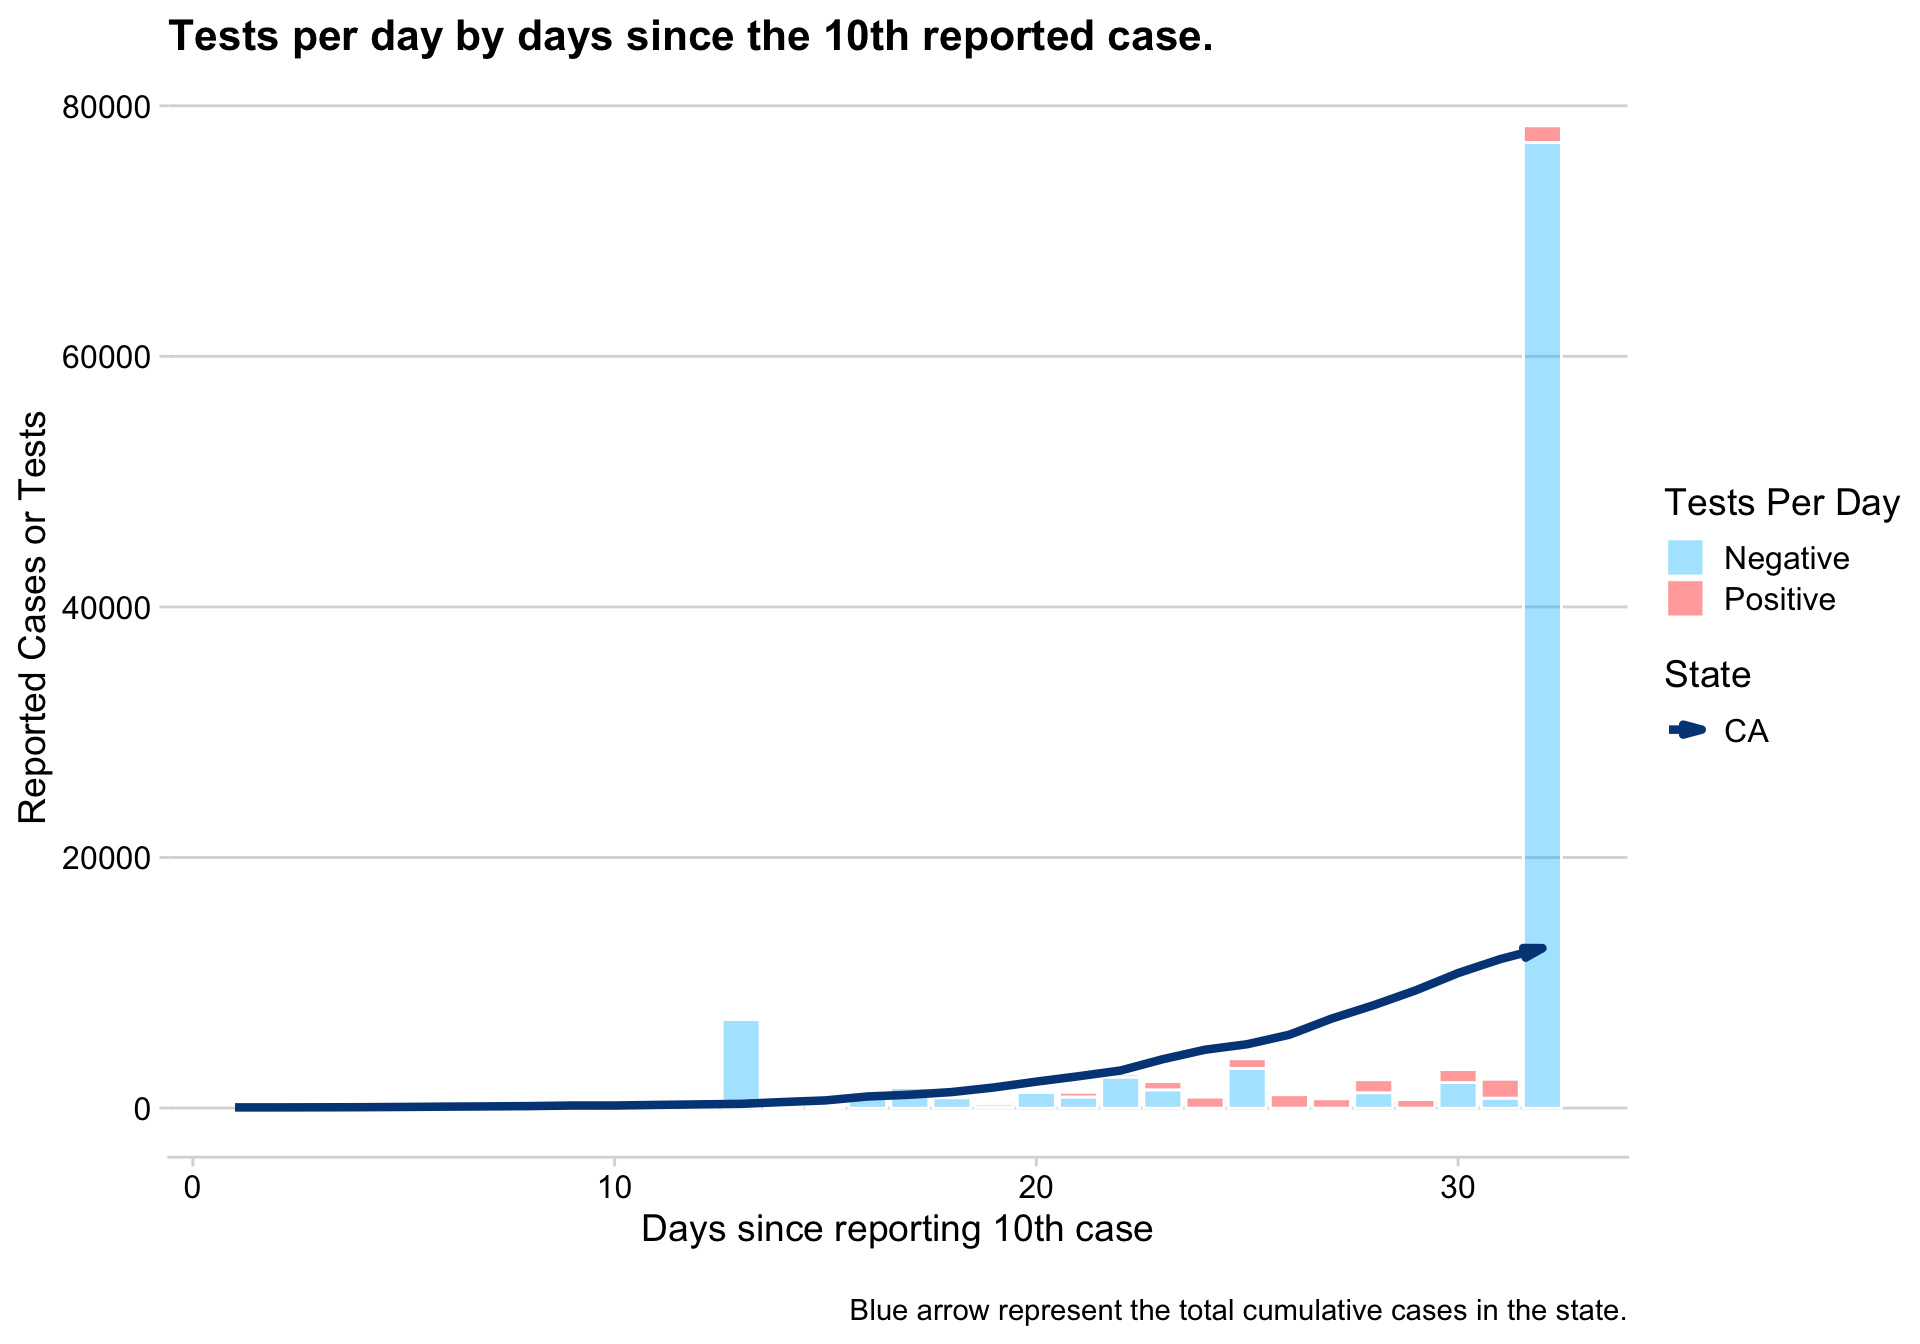 Tests per day by days since the 10th reported case.
80000
60000
40000
20000
0
Reported Cases or Tests
0
10
20
30
Days since reporting 10th case
Tests Per Day
Negative
Positive
State
CA
Blue arrow represent the total cumulative cases in the state.